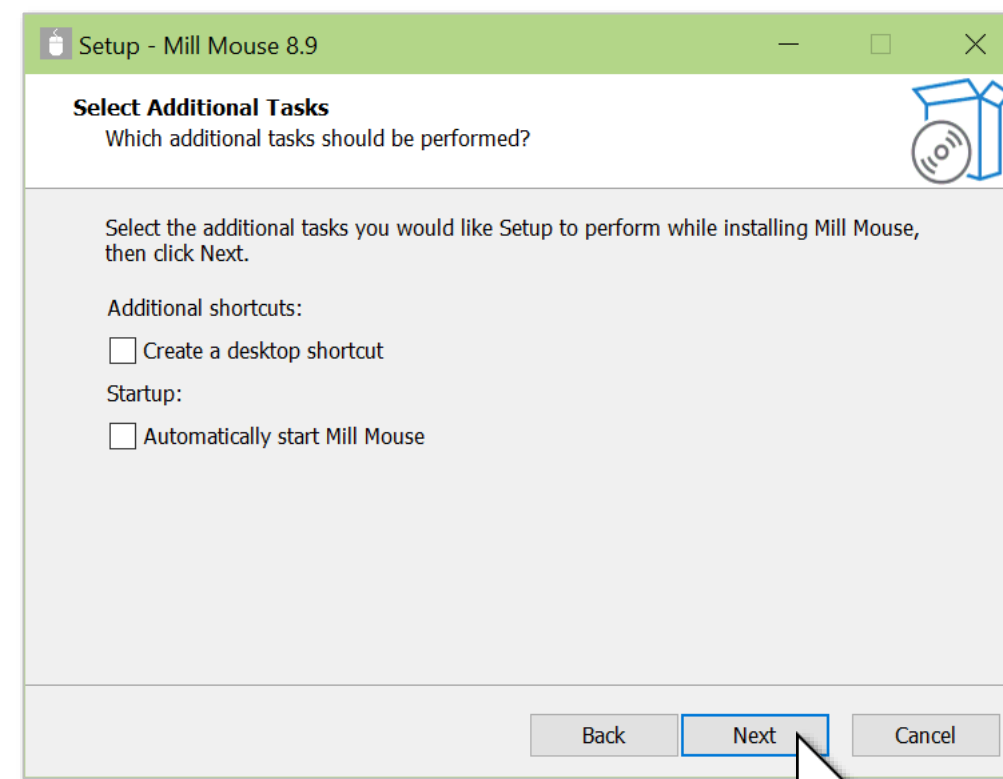 Setup - Mill Mouse 8.9
Select Additional Tasks
Which additional tasks should be performed?
Select the additional tasks you would like Setup to perform while installing Mill Mouse,
then click Next.
Additional shortcuts:
Create a desktop shortcut
Startup:
Automatically start Mill Mouse
Back Next Cancel